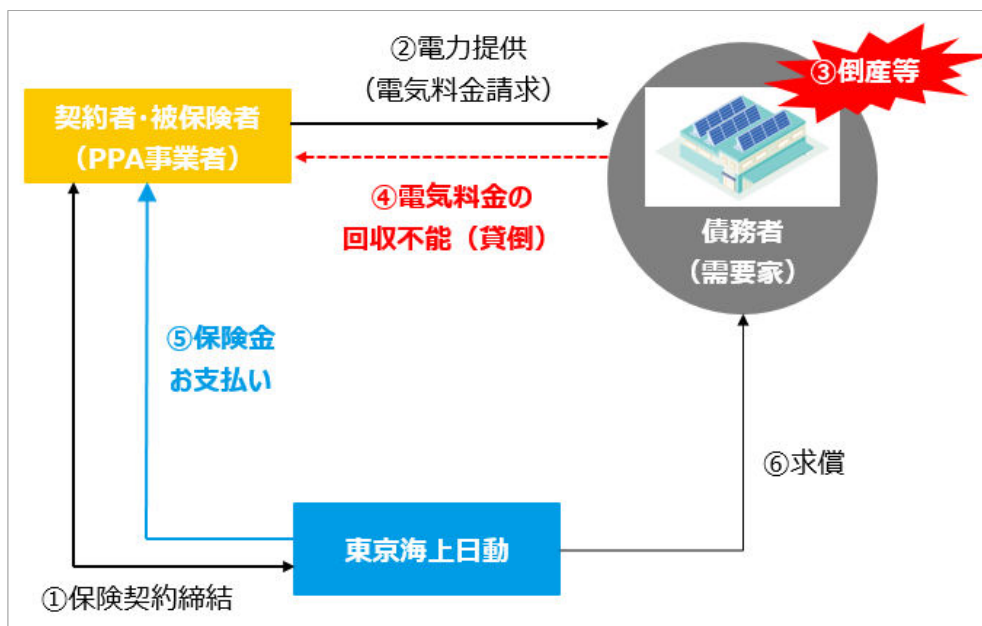 ②電力提供
（電気料金請求）
③倒産等
契約者・被保険者
（PPA事業者）
④電気料金の
回収不能（貸倒）
債務者
（需要家）
⑤保険金
お支払い
⑥求償
東京海上日動
①保険契約締結